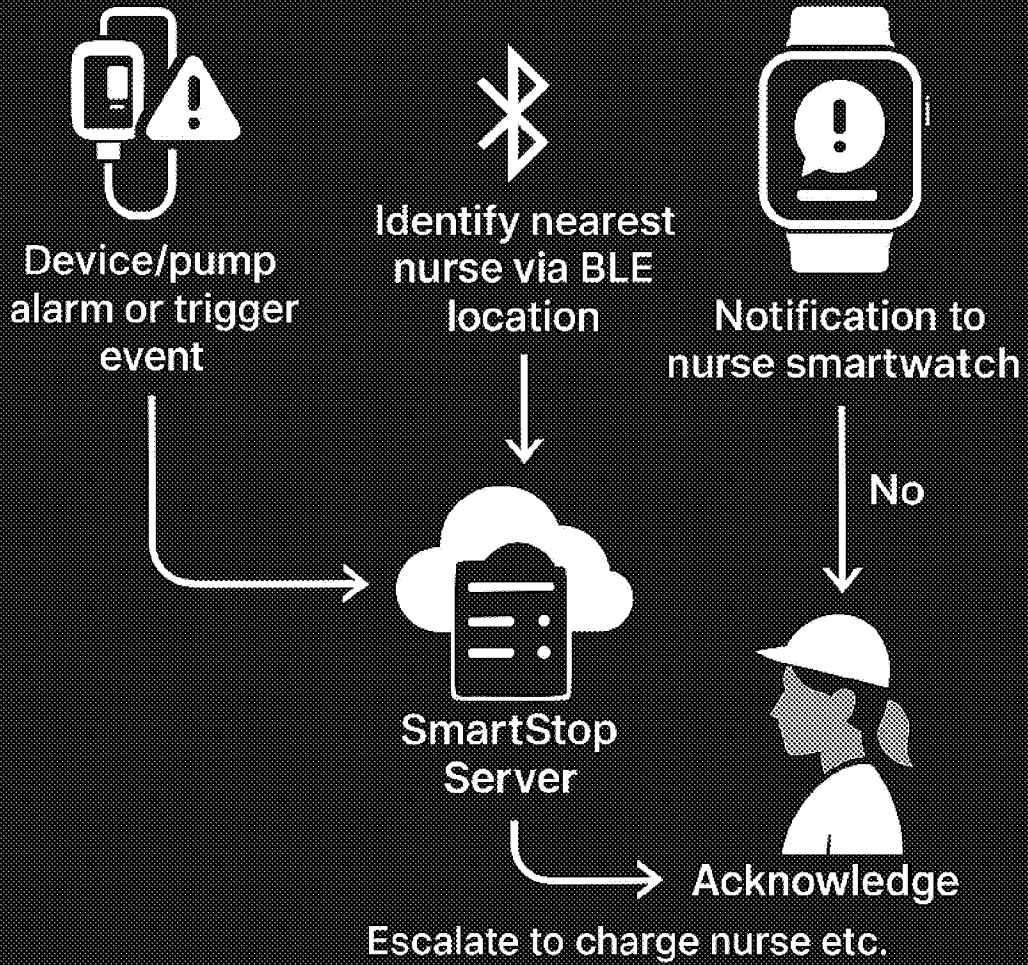 Device/pump
alarm or trigger
event
Identify nearest
nurse via BLE
location
Notification to
nurse smartwatch
No
SmartStop
Server
Acknowledge
Escalate to charge nurse etc.